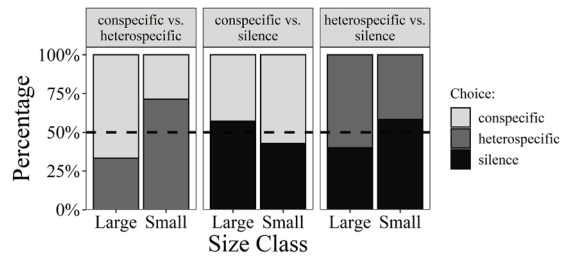 conspecific vs.
heterospecific
conspecific vs.
silence
heterospecific vs.
silence
100%
75%
50%
25%
0%
Percentage
Large Small
Large Small
Large Small
Size Class
Choice:
conspecific
heterospecific
silence